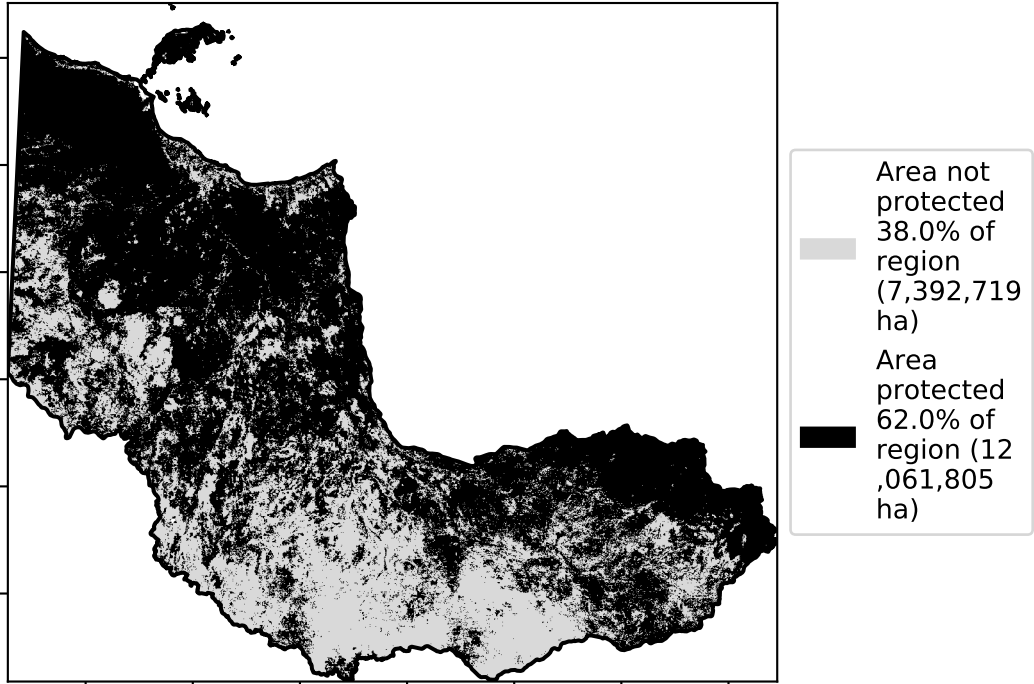 Area not
protected
38.0% of
region
(7,392,719
ha)
Area
protected
62.0% of
region (12
,061,805
ha)